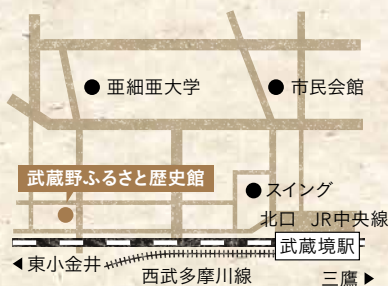 ● 亜細亜大学
● 市民会館
武蔵野ふるさと歴史館
● スイング
北口 JR中央線
武蔵境駅
◀ 東小金井
西武多摩川線
三鷹 ▶